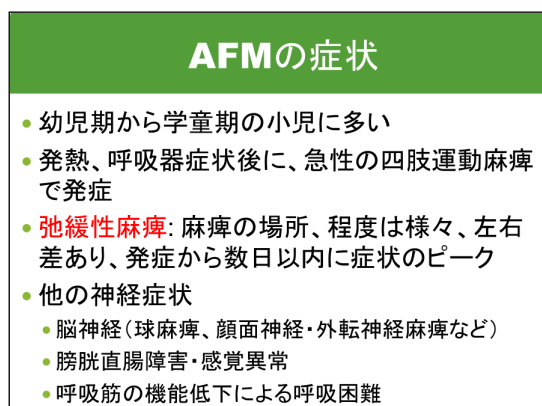 AFMの症状
• 幼児期から学童期の小児に多い
• 発熱、呼吸器症状後に、急性の四肢運動麻痺
で発症
• 弛緩性麻痺: 麻痺の場所、程度は様々、左右
差あり、発症から数日以内に症状のピーク
• 他の神経症状
• 脳神経(球麻痺、顔面神経・外転神経麻痺など)
• 膀胱直腸障害・感覚異常
• 呼吸筋の機能低下による呼吸困難